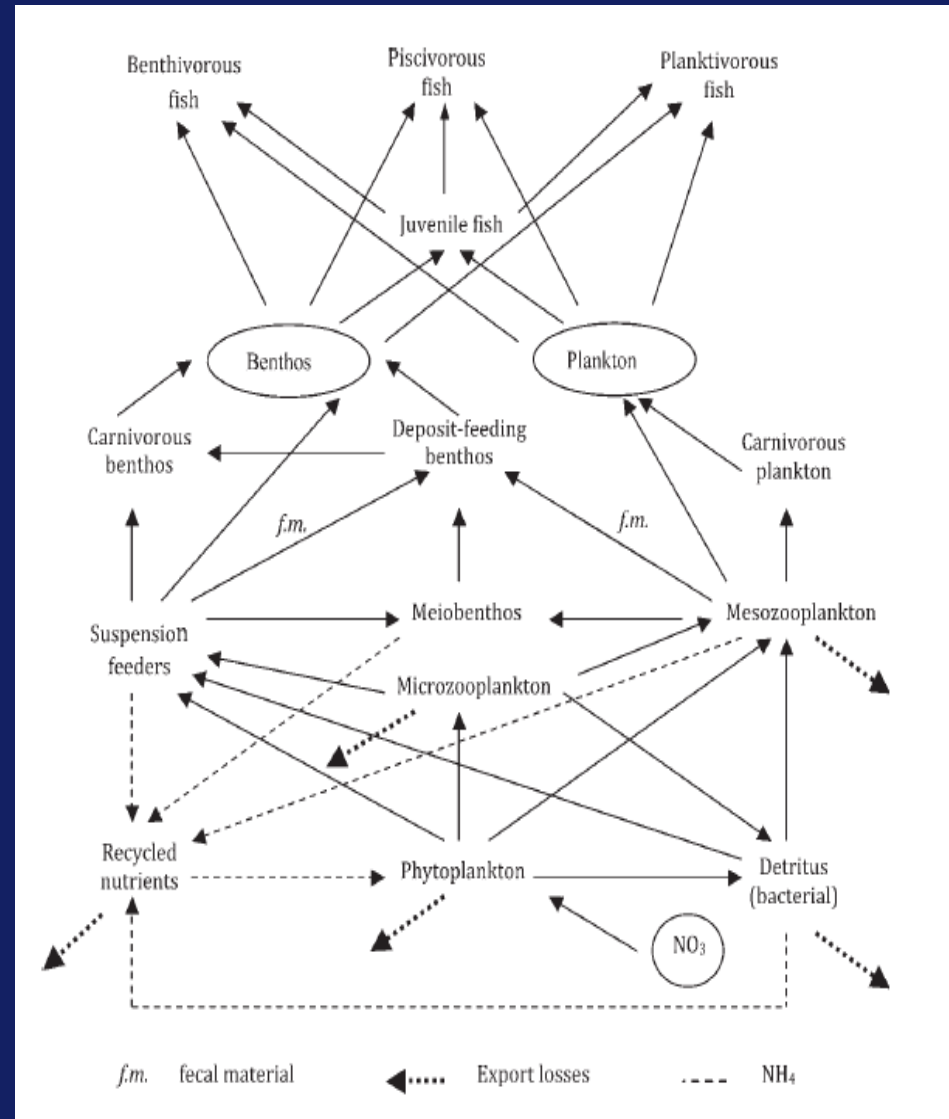 Benthivorous
fish
Piscivorous
fish
Planktivorous
fish
Juvenile fish
Benthos
Plankton
Carnivorous
benthos
Deposit-feeding
benthos
Carnivorous
plankton
f.m.
f.m.
Suspension
feeders
Meiobenthos
Mesozooplankton
Microzooplankton
Recycled
nutrients
Phytoplankton
Detritus
(bacterial)
NO₃
f.m. fecal material
Export losses
NH₄